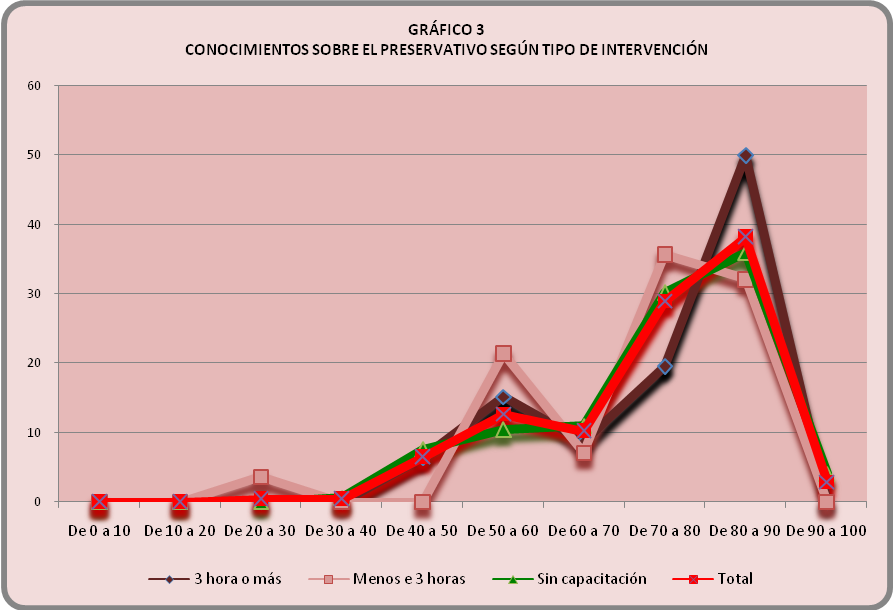 GRÁFICO 3
CONOCIMIENTOS SOBRE EL PRESERVATIVO SEGÚN TIPO DE INTERVENCIÓN
60
50
40
30
20
10
0
De 0 a 10 De 10 a 20 De 20 a 30 De 30 a 40 De 40 a 50 De 50 a 60 De 60 a 70 De 70 a 80 De 80 a 90 De 90 a 100
3 hora o más Menos e 3 horas Sin capacitación Total